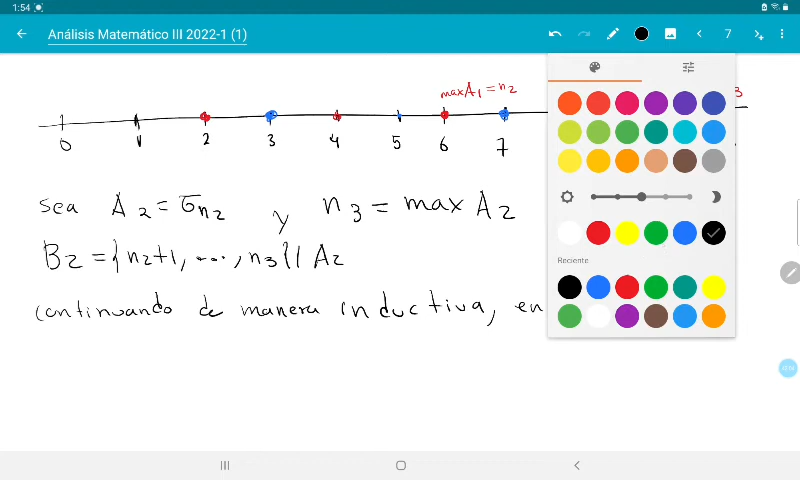 1:54
Análisis Matemático III 2022-1 (1)
7
maxA1 = n2
3
0 1 2 3 4 5 6 7
sea A2 = σn2 y n3 = max A2
B2 = {n2+1, ..., n3} \ A2
continuando de manera inductiva, en
Reciente